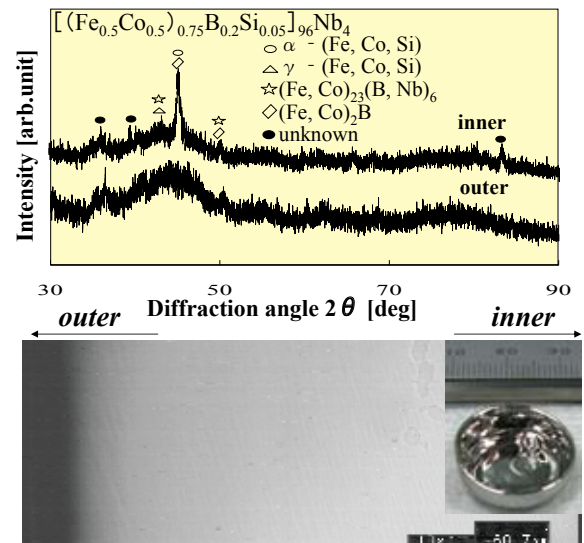 [(Fe0.5Co0.5)0.75B0.2Si0.05]96Nb4
α - (Fe, Co, Si)
γ - (Fe, Co, Si)
(Fe, Co)23(B, Nb)6
(Fe, Co)2B
unknown
inner
outer
Intensity [arb.unit]
30 50 70 90
Diffraction angle 2θ [deg]
outer inner